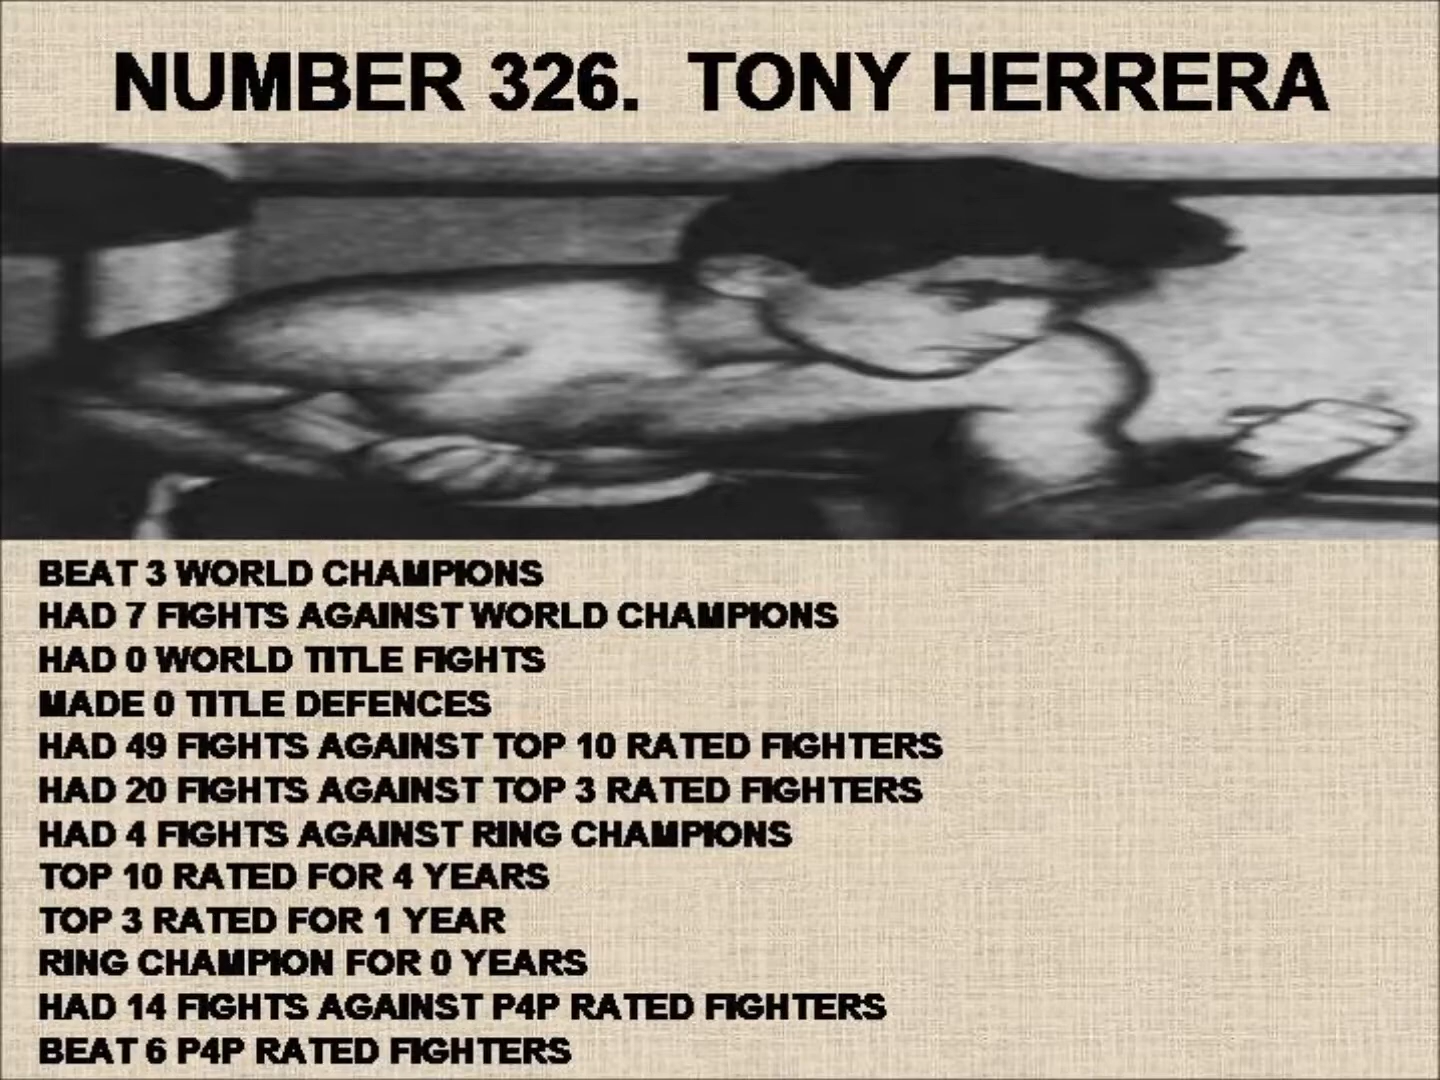 NUMBER 326. TONY HERRERA
BEAT 3 WORLD CHAMPIONS
HAD 7 FIGHTS AGAINST WORLD CHAMPIONS
HAD 0 WORLD TITLE FIGHTS
MADE 0 TITLE DEFENCES
HAD 49 FIGHTS AGAINST TOP 10 RATED FIGHTERS
HAD 20 FIGHTS AGAINST TOP 3 RATED FIGHTERS
HAD 4 FIGHTS AGAINST RING CHAMPIONS
TOP 10 RATED FOR 4 YEARS
TOP 3 RATED FOR 1 YEAR
RING CHAMPION FOR 0 YEARS
HAD 14 FIGHTS AGAINST P4P RATED FIGHTERS
BEAT 6 P4P RATED FIGHTERS